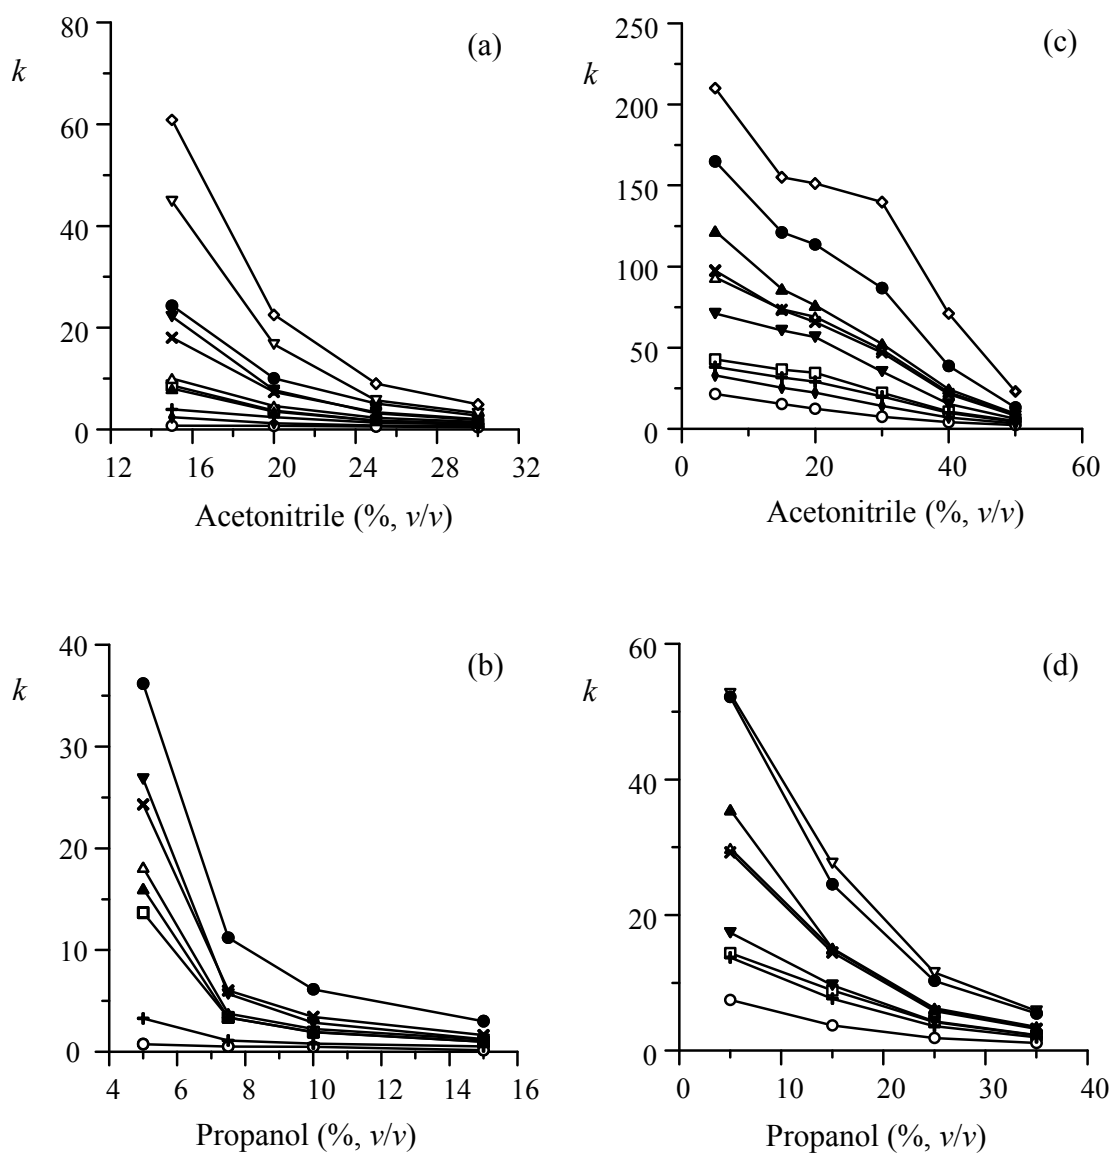 (a)
k
80
60
40
20
0
12 16 20 24 28 32
Acetonitrile (%, v/v)
(c)
k
250
200
150
100
50
0
0 20 40 60
Acetonitrile (%, v/v)
(b)
k
40
30
20
10
0
4 6 8 10 12 14 16
Propanol (%, v/v)
(d)
k
60
40
20
0
0 10 20 30 40
Propanol (%, v/v)